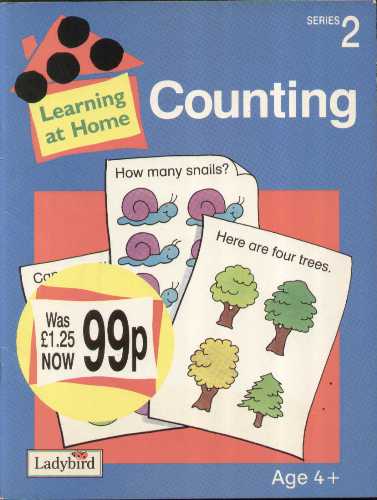 SERIES 2
Learning
at Home
Counting
How many snails?
Here are four trees.
Was
£1.25
NOW
99p
Ladybird
Age 4+